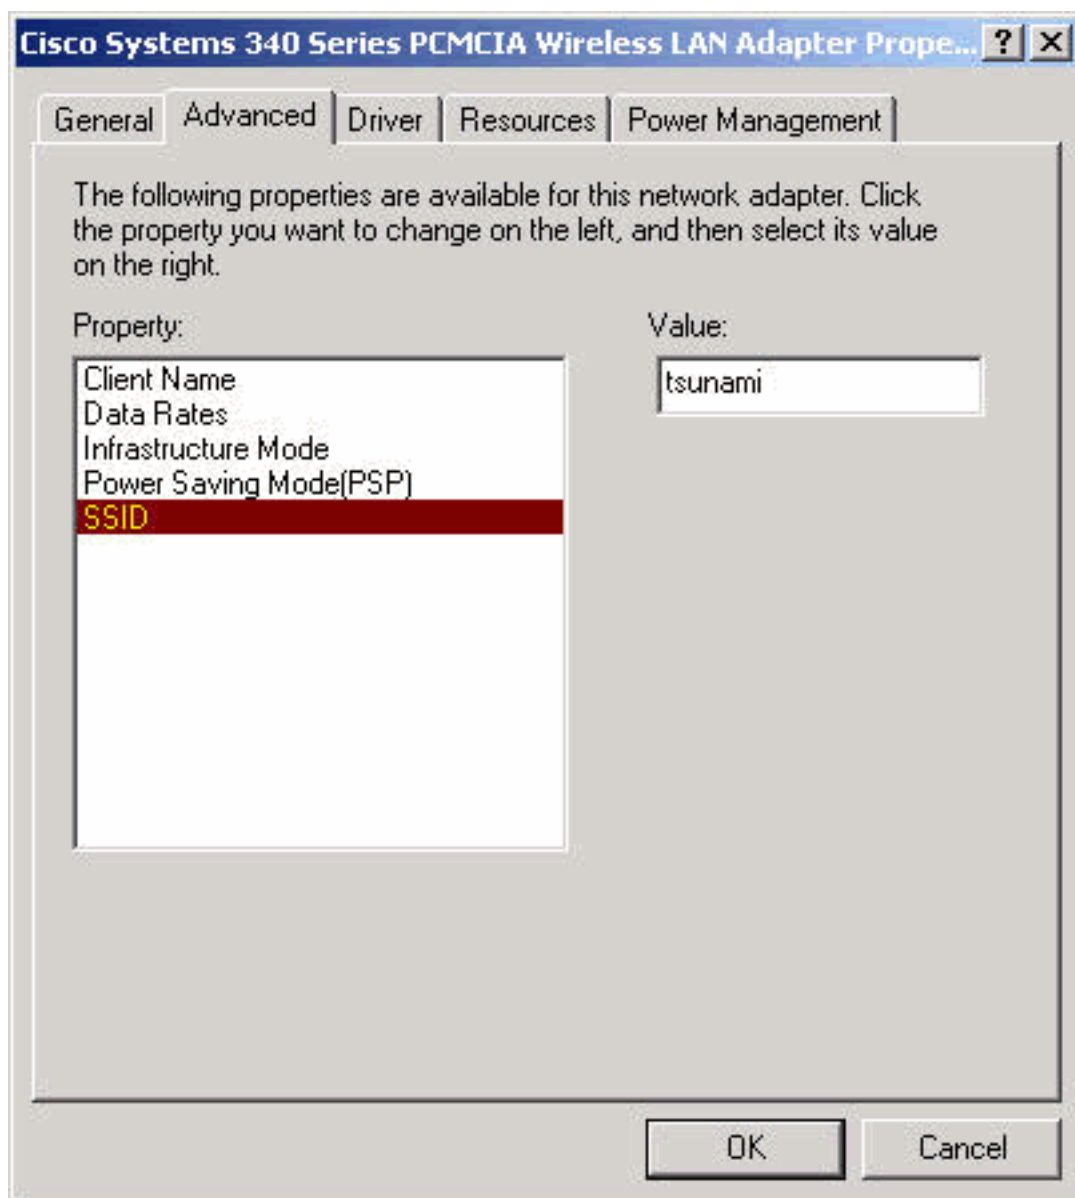 Cisco Systems 340 Series PCMCIA Wireless LAN Adapter Prope... ? X
General Advanced Driver Resources Power Management
The following properties are available for this network adapter. Click
the property you want to change on the left, and then select its value
on the right.
Property: Value:
Client Name tsunami
Data Rates
Infrastructure Mode
Power Saving Mode(PSP)
SSID
OK Cancel